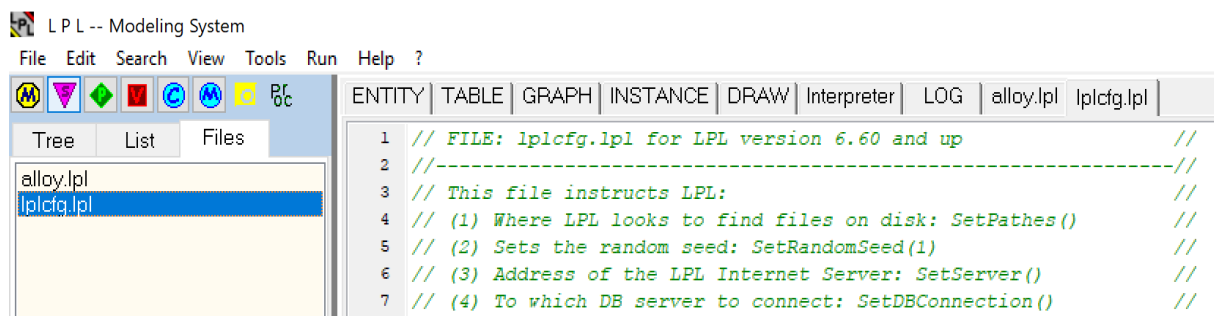 L P L -- Modeling System
File Edit Search View Tools Run Help ?
M S P V C M O Pr oc
ENTITY TABLE GRAPH INSTANCE DRAW Interpreter LOG alloy.lpl lplcfg.lpl
Tree List Files
alloy.lpl
lplcfg.lpl
1 // FILE: lplcfg.lpl for LPL version 6.60 and up //
2 //-------------------------------------------------------------//
3 // This file instructs LPL: //
4 // (1) Where LPL looks to find files on disk: SetPathes() //
5 // (2) Sets the random seed: SetRandomSeed(1) //
6 // (3) Address of the LPL Internet Server: SetServer() //
7 // (4) To which DB server to connect: SetDBConnection() //